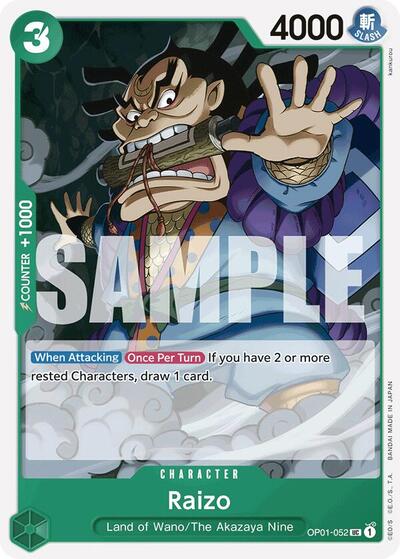 3
4000
斬
SLASH
kankurou
COUNTER +1000
SAMPLE
When Attacking Once Per Turn If you have 2 or more
rested Characters, draw 1 card.
CHARACTER
Raizo
Land of Wano/The Akazaya Nine
OP01-052 UC 1
©E.O./S. ©E.O./S., T.A. BANDAI MADE IN JAPAN